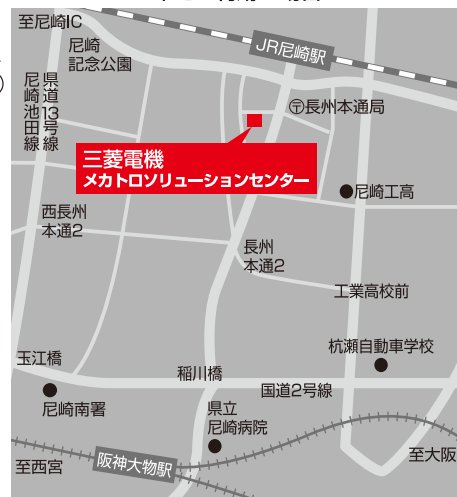 至尼崎IC
尼崎
記念公園
JR尼崎駅
県道13号線
尼崎池田線
〒長州本通局
三菱電機
メカトロソリューションセンター
尼崎工高
西長州
本通2
長州
本通2
工業高校前
玉江橋
稲川橋
杭瀬自動車学校
国道2号線
尼崎南署
県立
尼崎病院
阪神大物駅
至西宮
至大阪